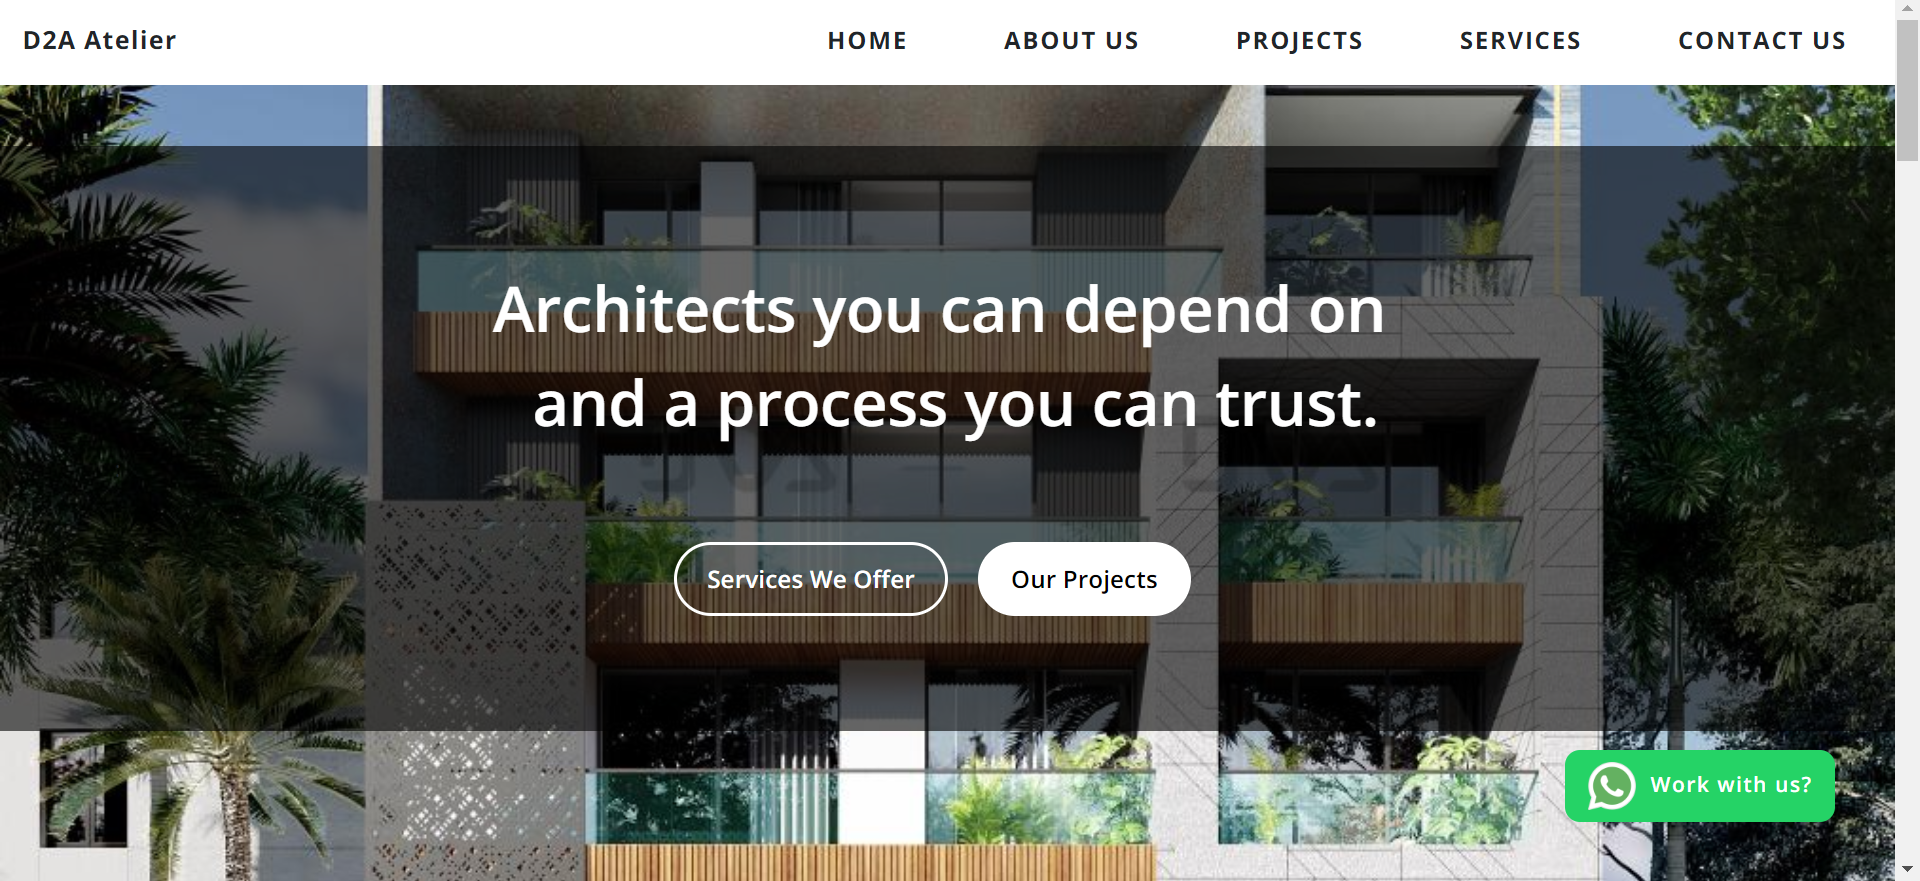 D2A Atelier
HOME
ABOUT US
PROJECTS
SERVICES
CONTACT US
Architects you can depend on
and a process you can trust.
Services We Offer
Our Projects
Work with us?